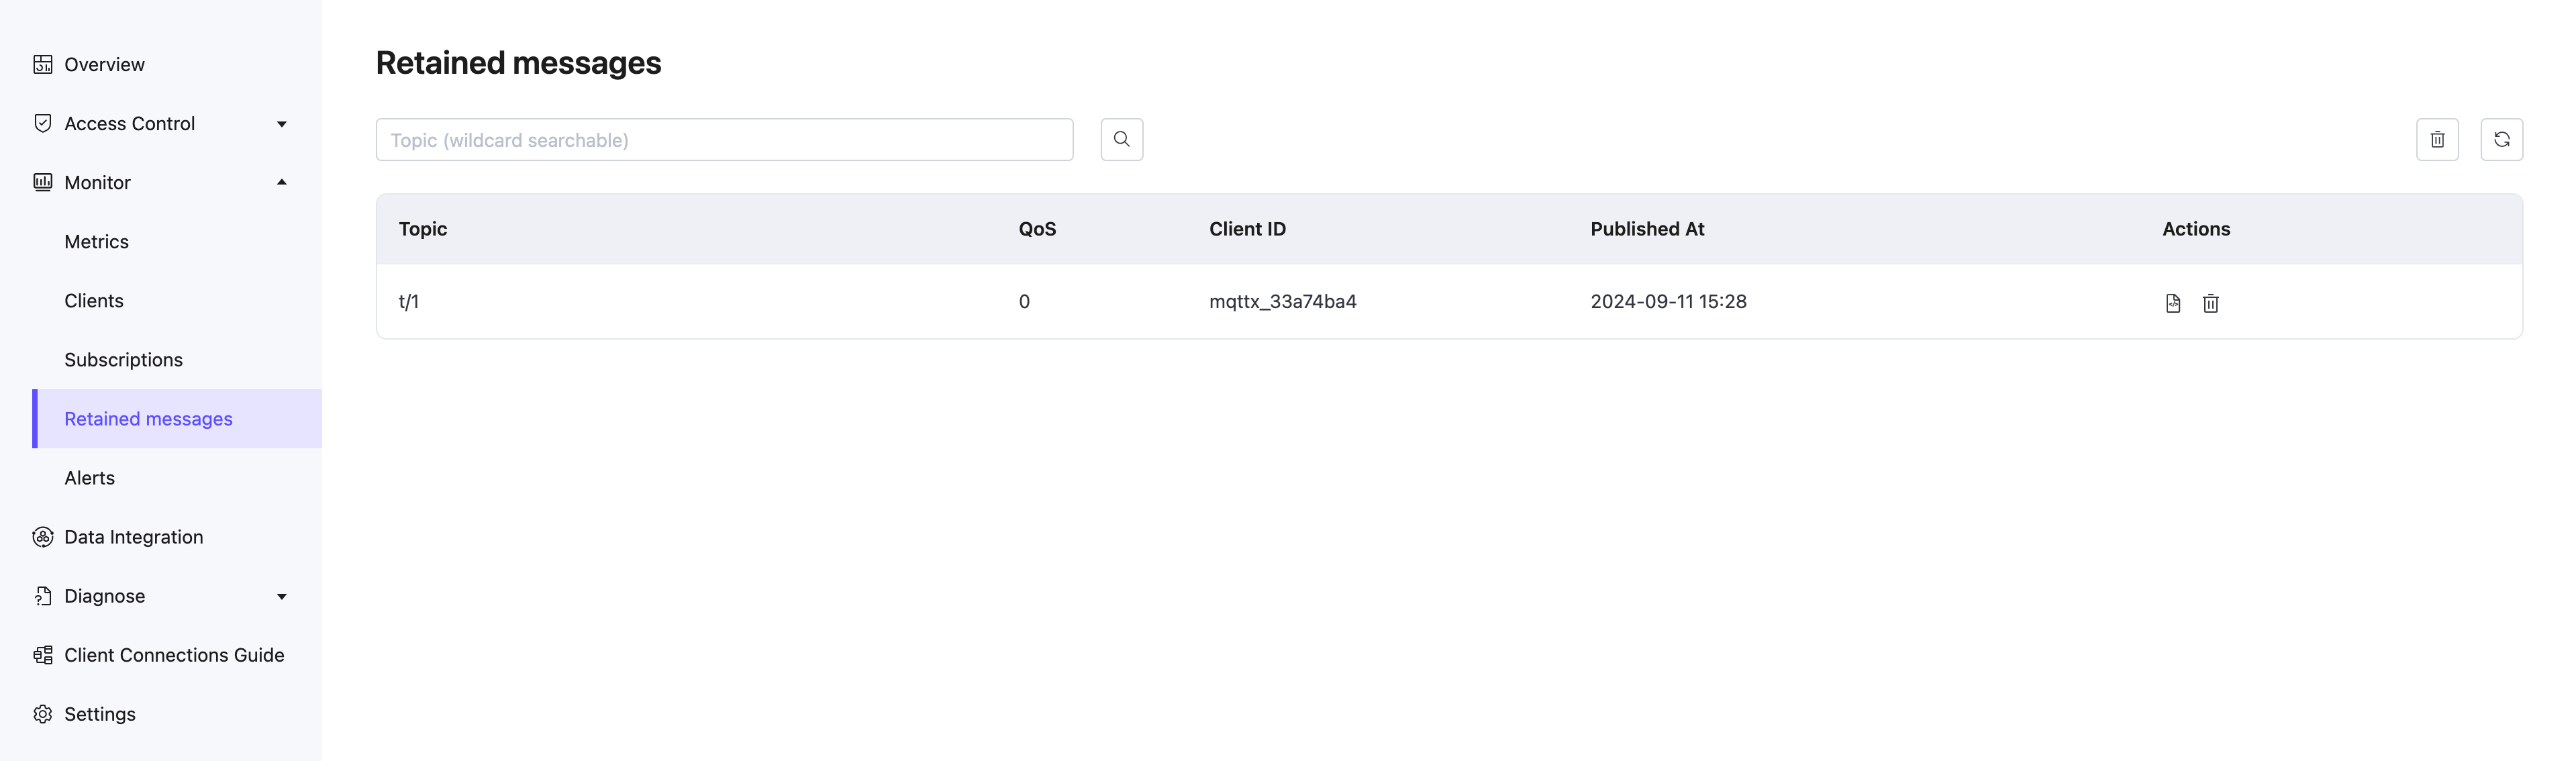 Overview
Access Control
Monitor
Metrics
Clients
Subscriptions
Retained messages
Alerts
Data Integration
Diagnose
Client Connections Guide
Settings
Retained messages
Topic (wildcard searchable)
Topic QoS Client ID Published At Actions
t/1 0 mqttx_33a74ba4 2024-09-11 15:28